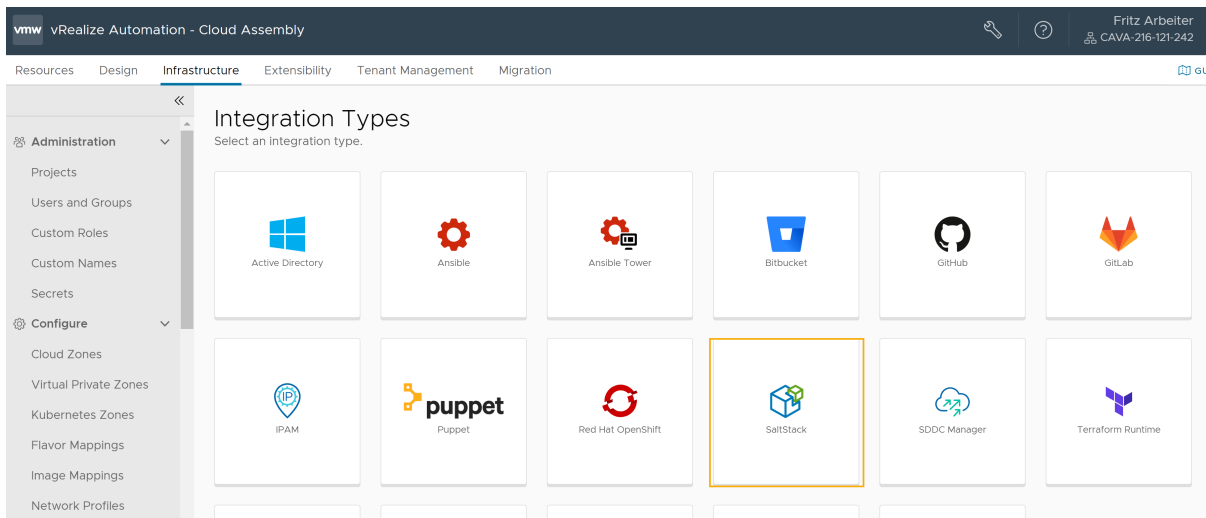 vmw vRealize Automation - Cloud Assembly
Fritz Arbeiter
CAVA-216-121-242
Resources Design Infrastructure Extensibility Tenant Management Migration
GU
Administration
Projects
Users and Groups
Custom Roles
Custom Names
Secrets
Configure
Cloud Zones
Virtual Private Zones
Kubernetes Zones
Flavor Mappings
Image Mappings
Network Profiles
Integration Types
Select an integration type.
Active Directory
Ansible
Ansible Tower
Bitbucket
GitHub
GitLab
IP
IPAM
puppet
Puppet
Red Hat OpenShift
SaltStack
SDDC Manager
Terraform Runtime